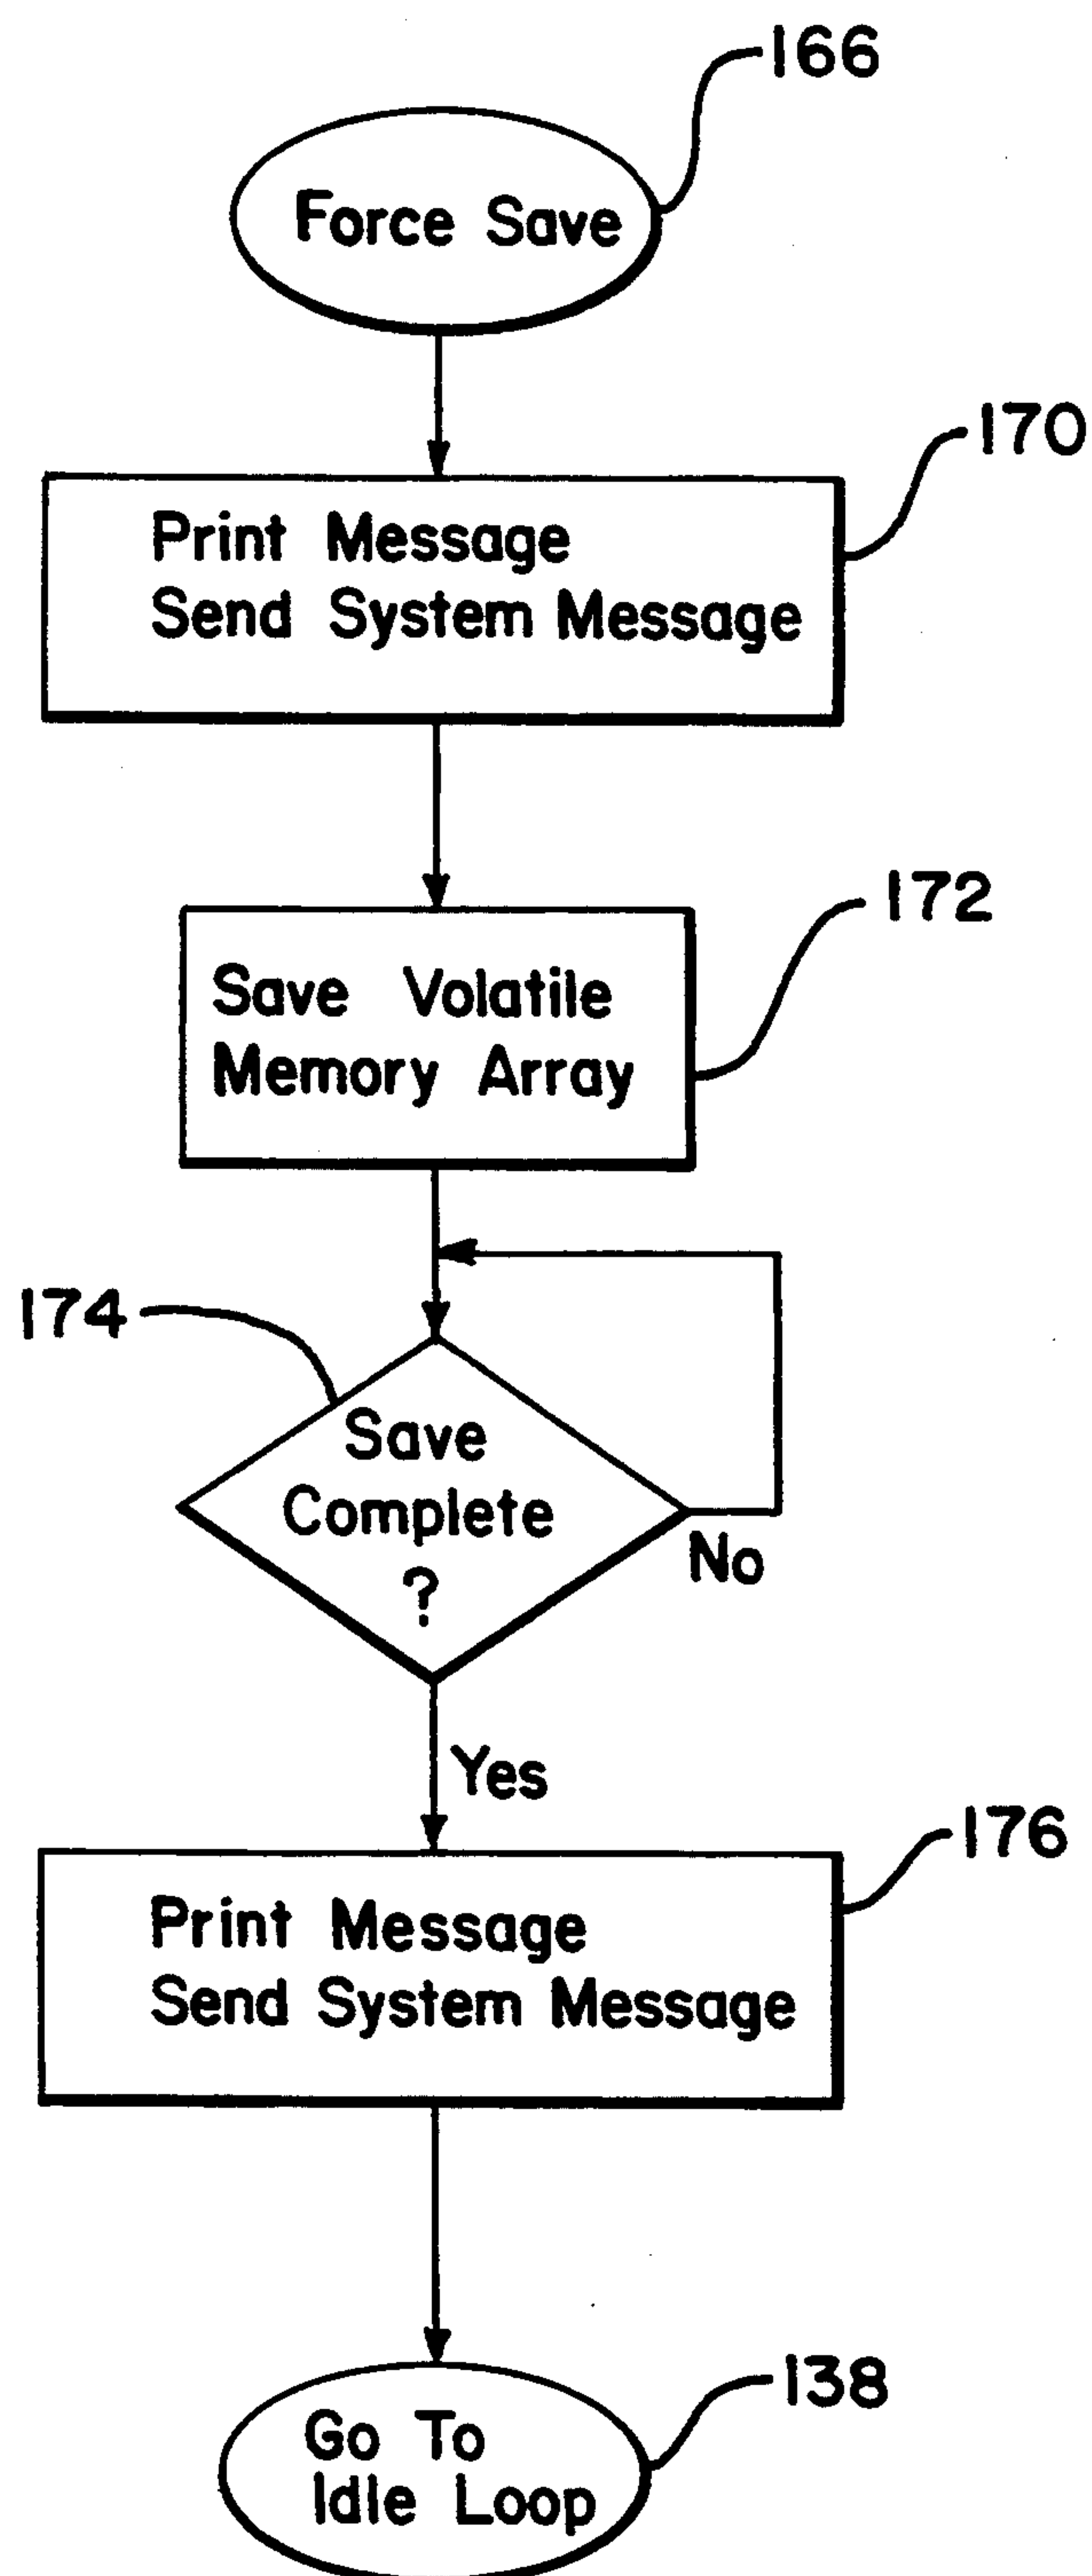 166
Force Save
170
Print Message
Send System Message
172
Save Volatile
Memory Array
174
Save
Complete
?
No
Yes
176
Print Message
Send System Message
138
Go To
Idle Loop